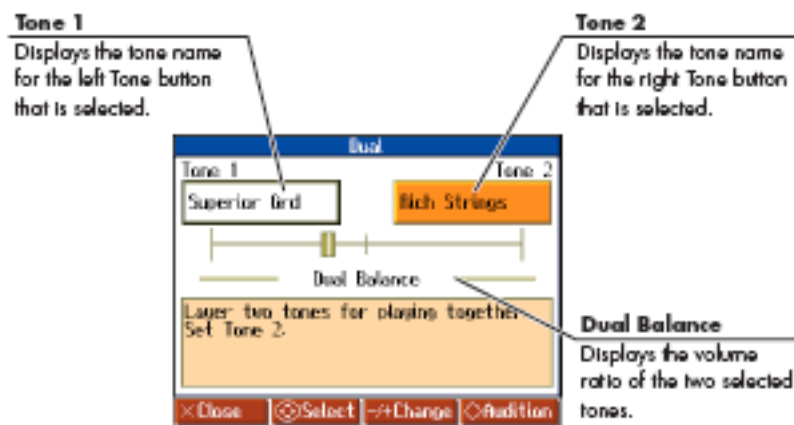 Tone 1
Displays the tone name
for the left Tone button
that is selected.
Tone 2
Displays the tone name
for the right Tone button
that is selected.
Dual
Tone 1
Tone 2
Superior Grd
Rich Strings
Dual Balance
Layer two tones for playing together
Set Tone 2.
Dual Balance
Displays the volume
ratio of the two selected
tones.
×Close
Select
-/+Change
◇Audition